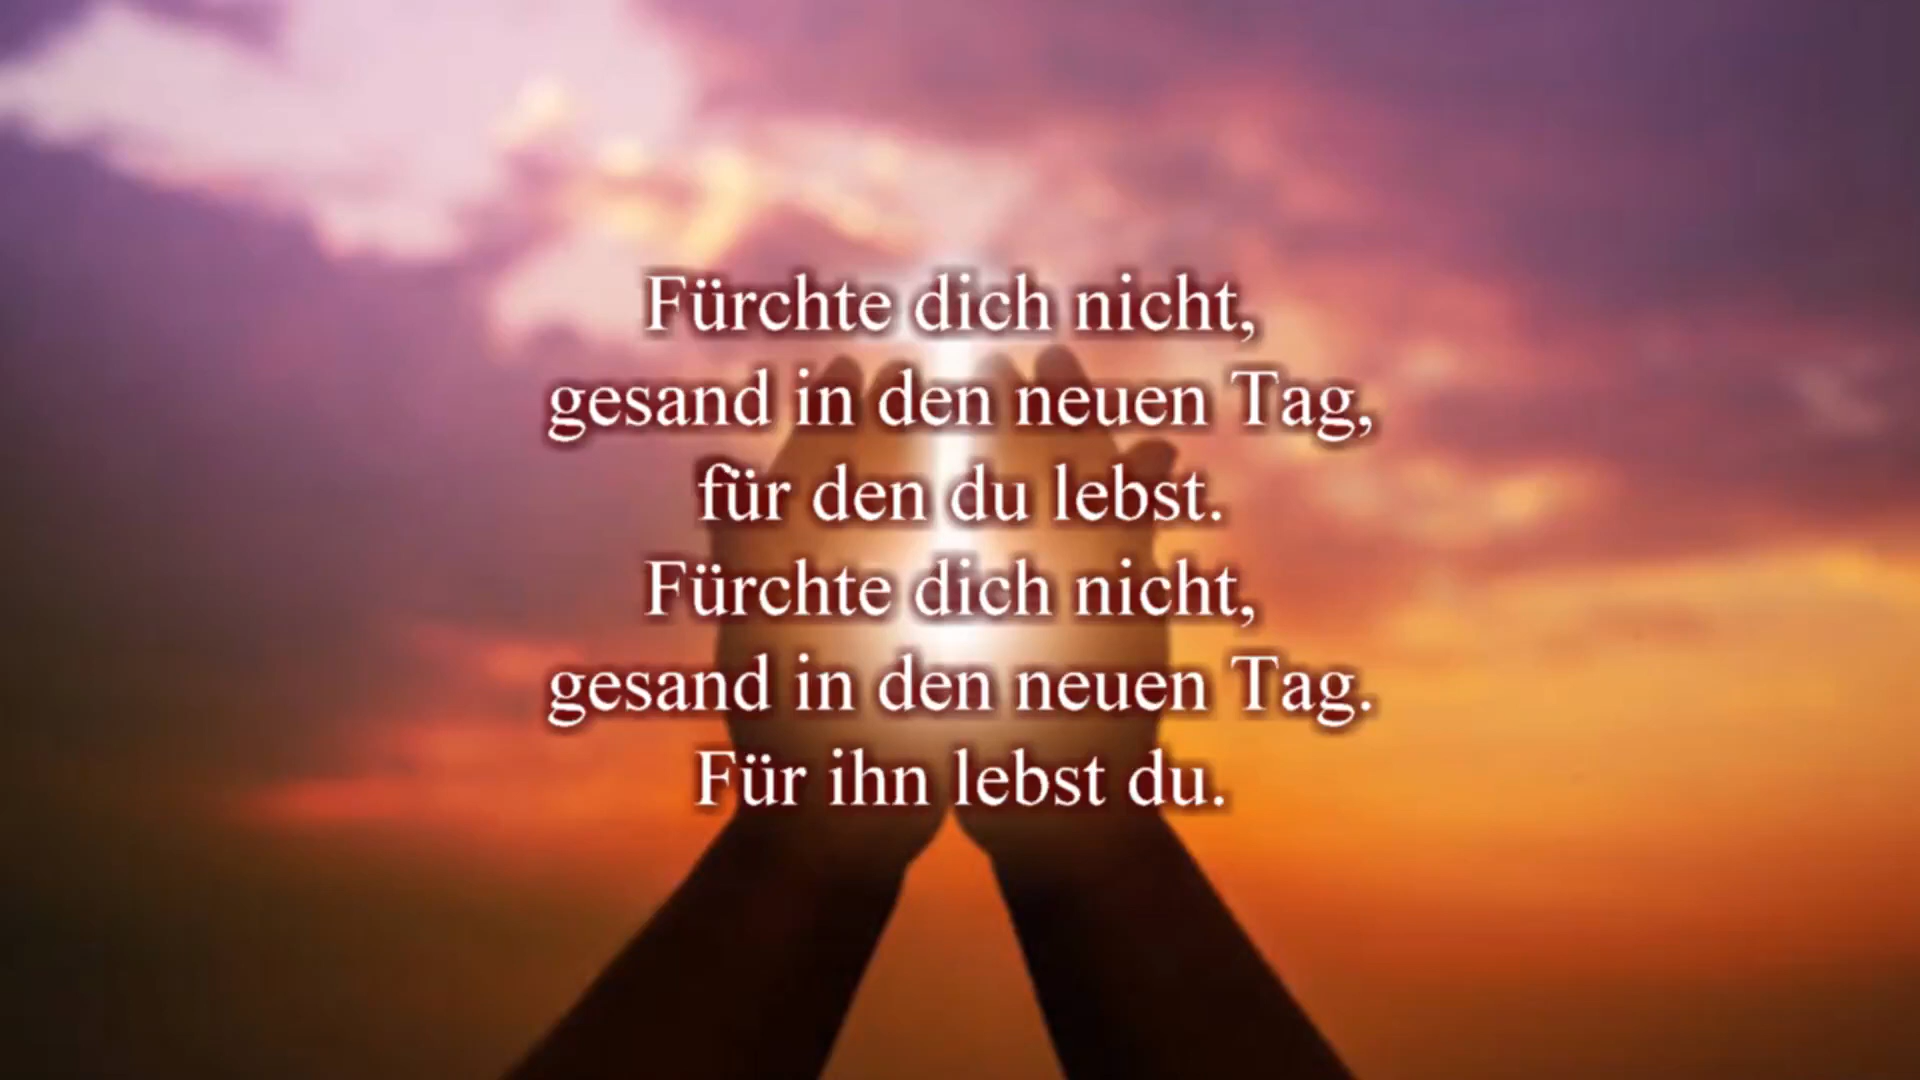 Fürchte dich nicht,
gesand in den neuen Tag,
für den du lebst.
Fürchte dich nicht,
gesand in den neuen Tag.
Für ihn lebst du.